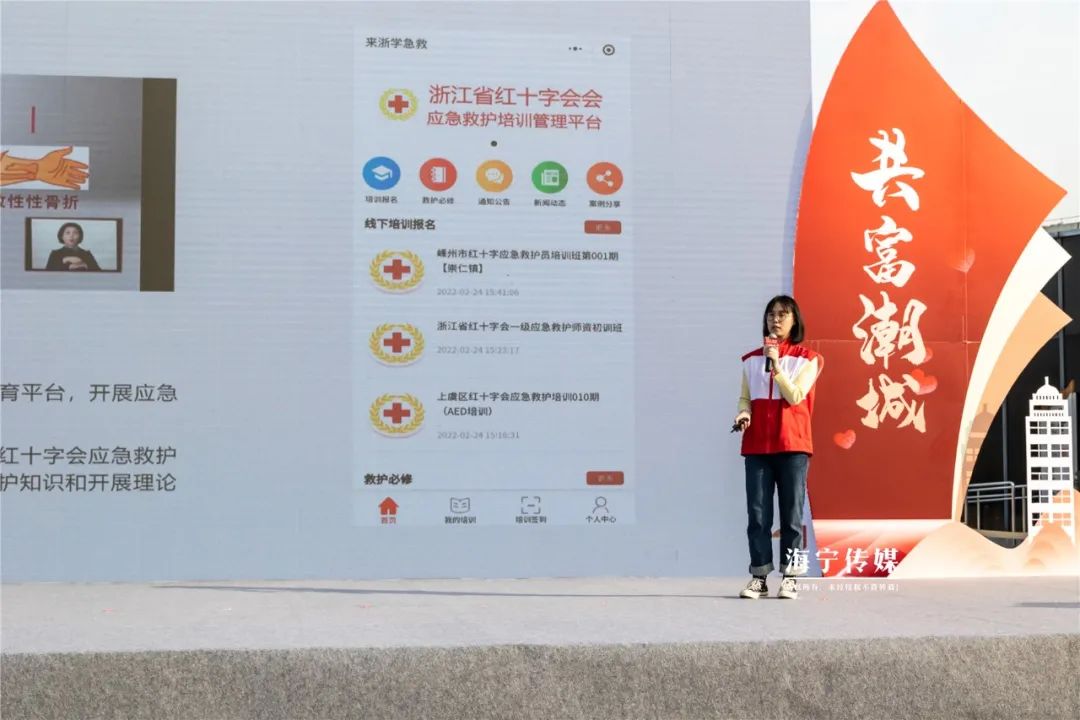 性骨折
育平台，开展应急
红十字会应急救护
护知识和开展理论
来浙学急救
浙江省红十字会会
应急救护培训管理平台
培训报名
救护必修
通知公告
新闻动态
案例分享
线下培训报名
更多
嵊州市红十字应急救护员培训班第001期
【崇仁镇】
2022-02-24 15:41:06
浙江省红十字会一级应急救护师资初训班
2022-02-24 15:23:17
上虞区红十字会应急救护培训010期
（AED培训）
2022-02-24 15:16:31
救护必修
更多
首页
我的培训
培训签到
个人中心
共富潮城
海宁传媒